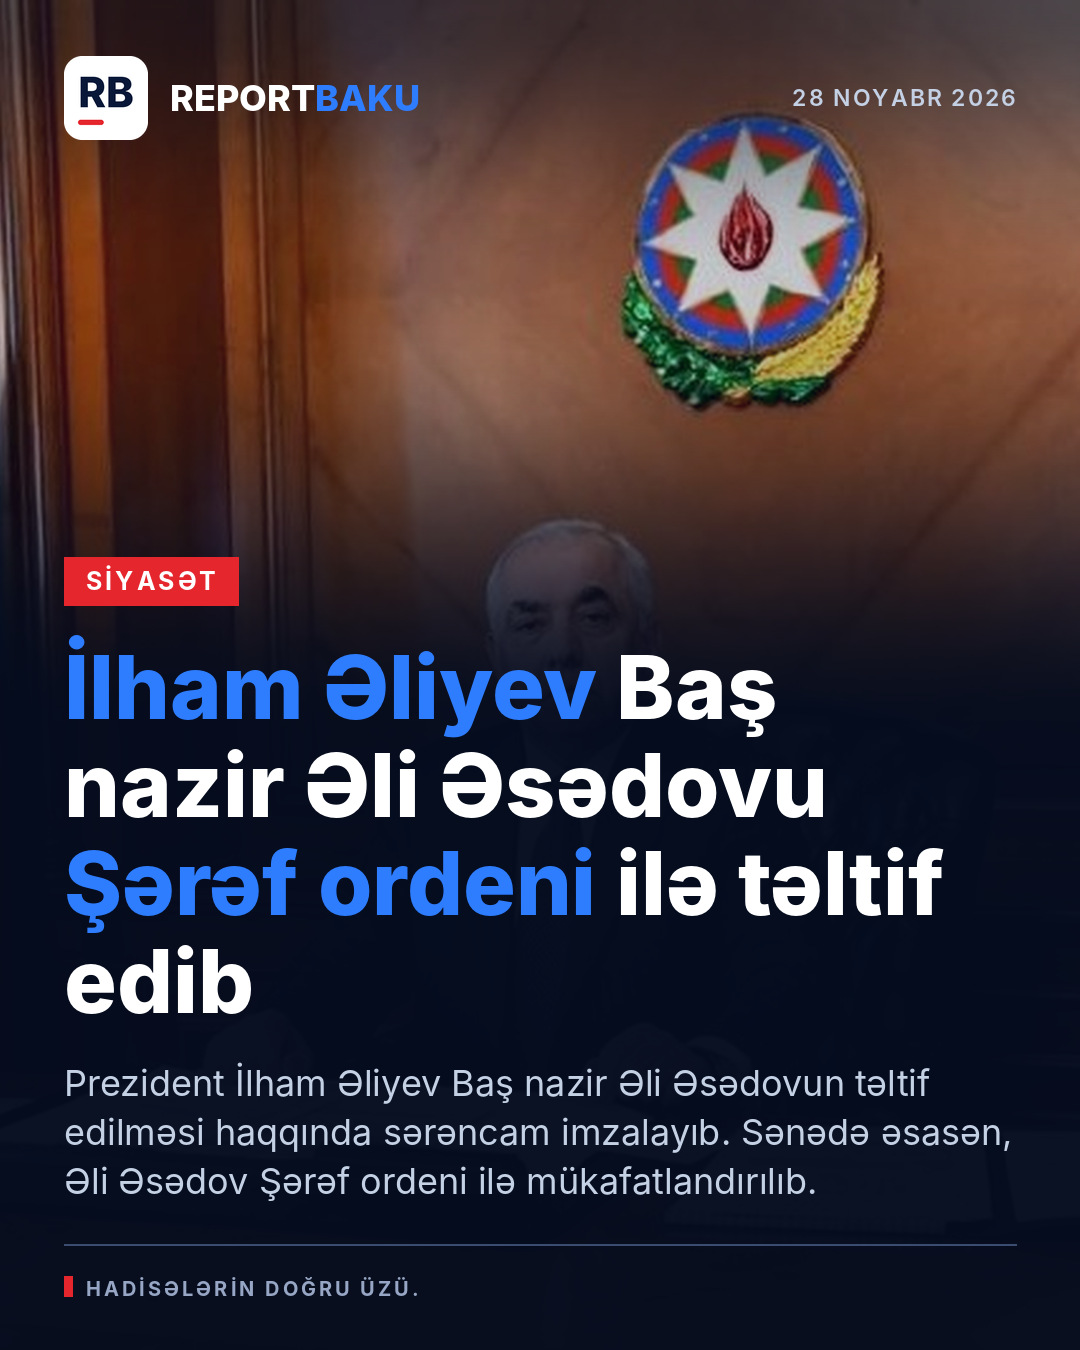 RB
REPORTBAKU
28 NOYABR 2026
SİYASƏT
İlham Əliyev Baş
nazir Əli Əsədovu
Şərəf ordeni ilə təltif
edib
Prezident İlham Əliyev Baş nazir Əli Əsədovun təltif
edilməsi haqqında sərəncam imzalayıb. Sənədə əsasən,
Əli Əsədov Şərəf ordeni ilə mükafatlandırılıb.
HADİSƏLƏRİN DOĞRU ÜZÜ.